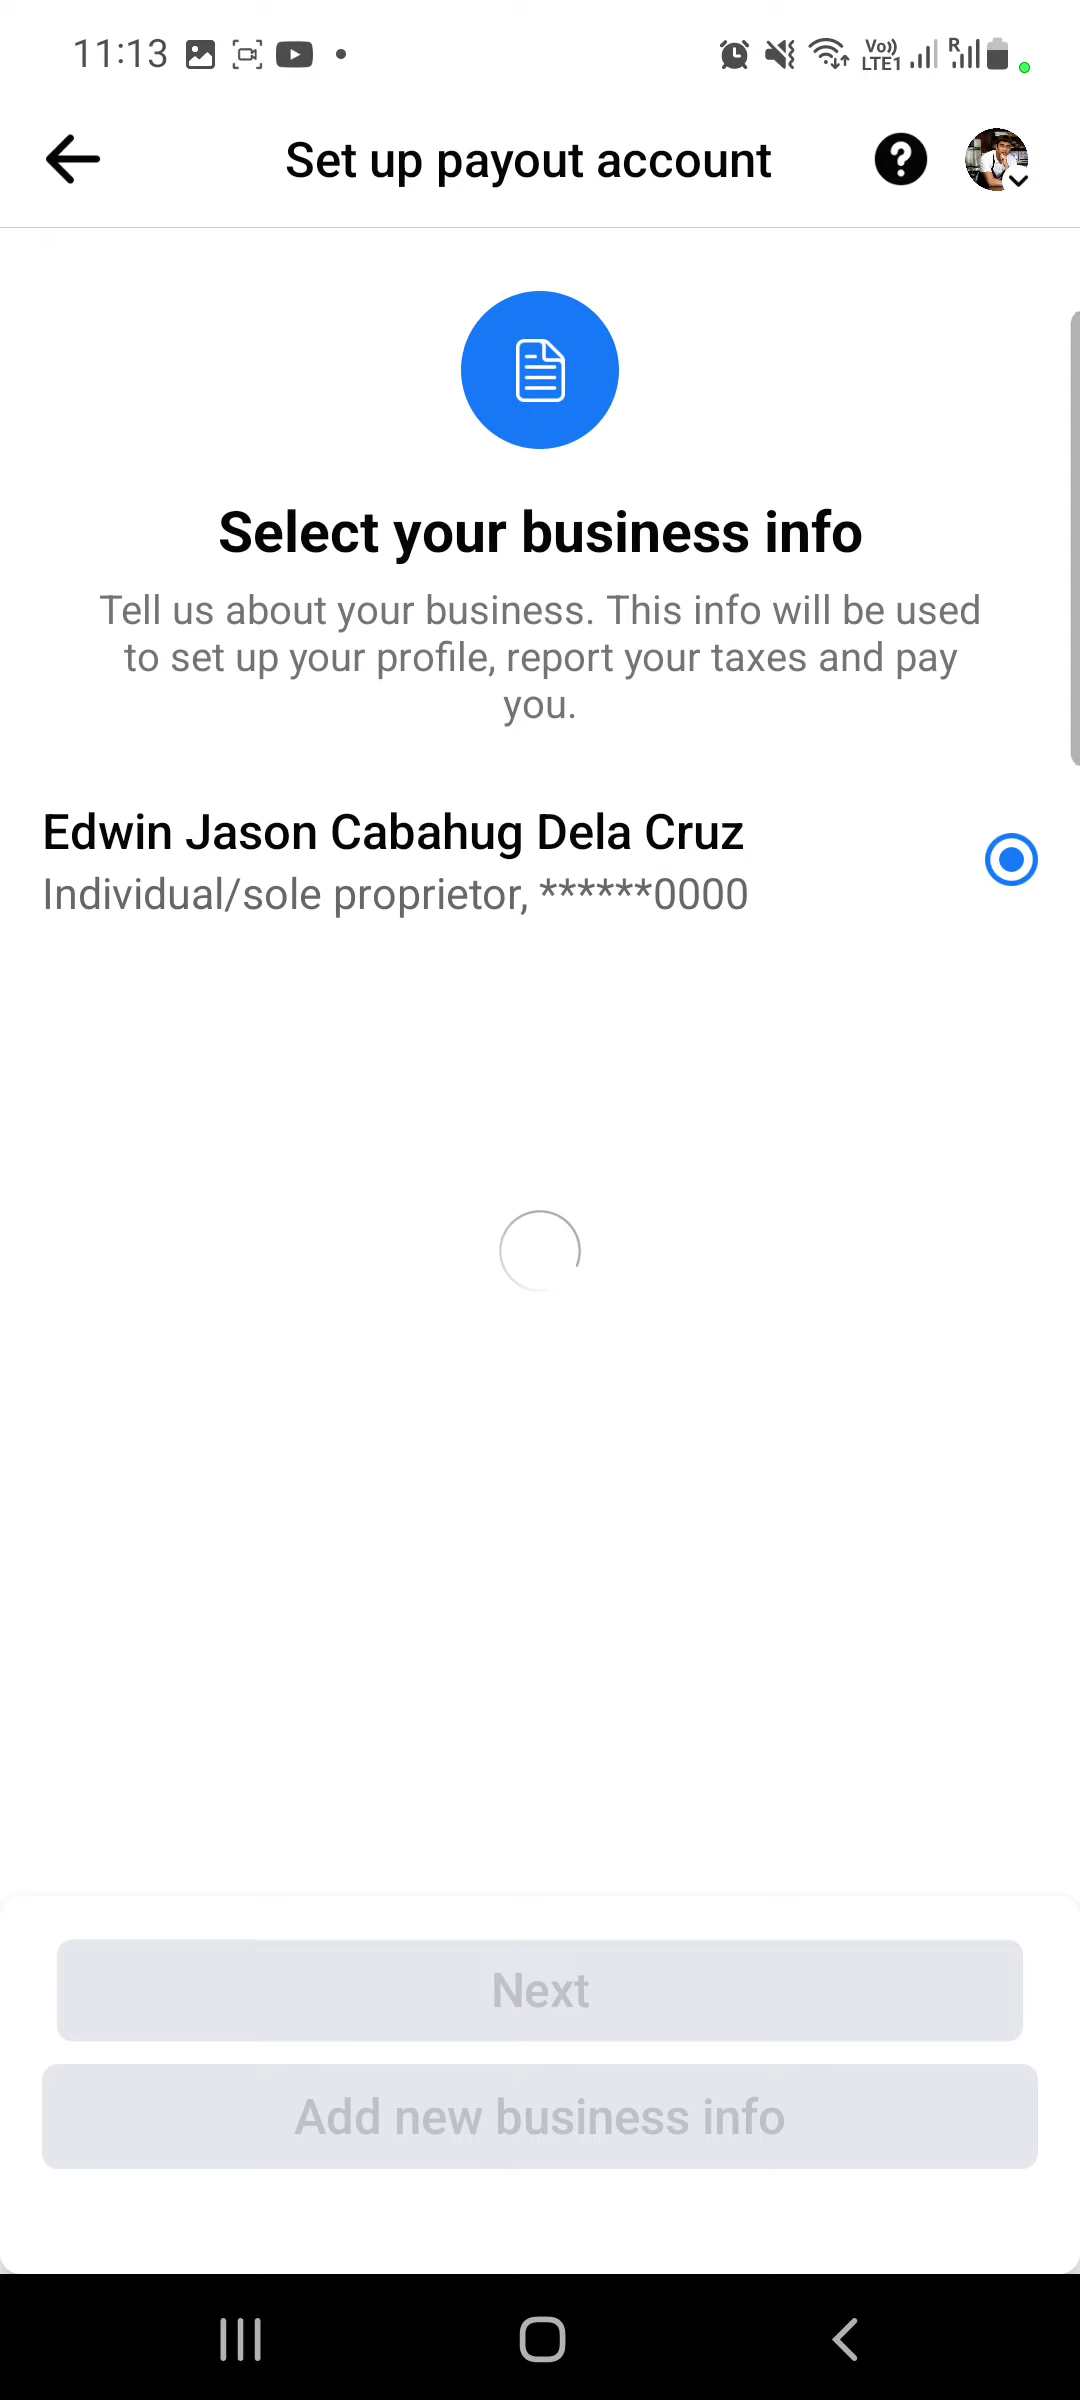 11:13
Vo))
LTE1
R
Set up payout account
Select your business info
Tell us about your business. This info will be used
to set up your profile, report your taxes and pay
you.
Edwin Jason Cabahug Dela Cruz
Individual/sole proprietor, ******0000
Next
Add new business info